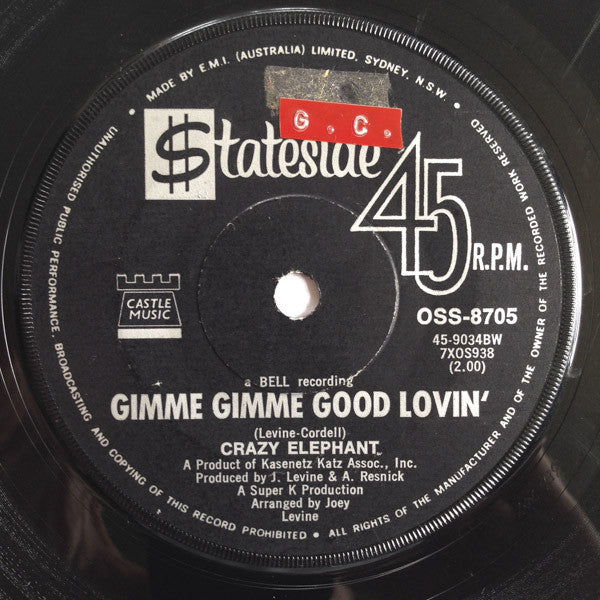 MADE BY E.M.I. (AUSTRALIA) LIMITED, SYDNEY, N.S.W. •
UNAUTHORISED PUBLIC PERFORMANCE, BROADCASTING AND COPYING OF THIS RECORD PROHIBITED • ALL RIGHTS OF THE MANUFACTURER AND OF THE OWNER OF THE RECORDED WORK RESERVED
G. C.
$tateside
45 R.P.M.
CASTLE
MUSIC
OSS-8705
45-9034BW
7XOS938
(2.00)
a BELL recording
GIMME GIMME GOOD LOVIN'
(Levine-Cordell)
CRAZY ELEPHANT
A Product of Kasenetz Katz Assoc., Inc.
Produced by J. Levine & A. Resnick
A Super K Production
Arranged by Joey
Levine